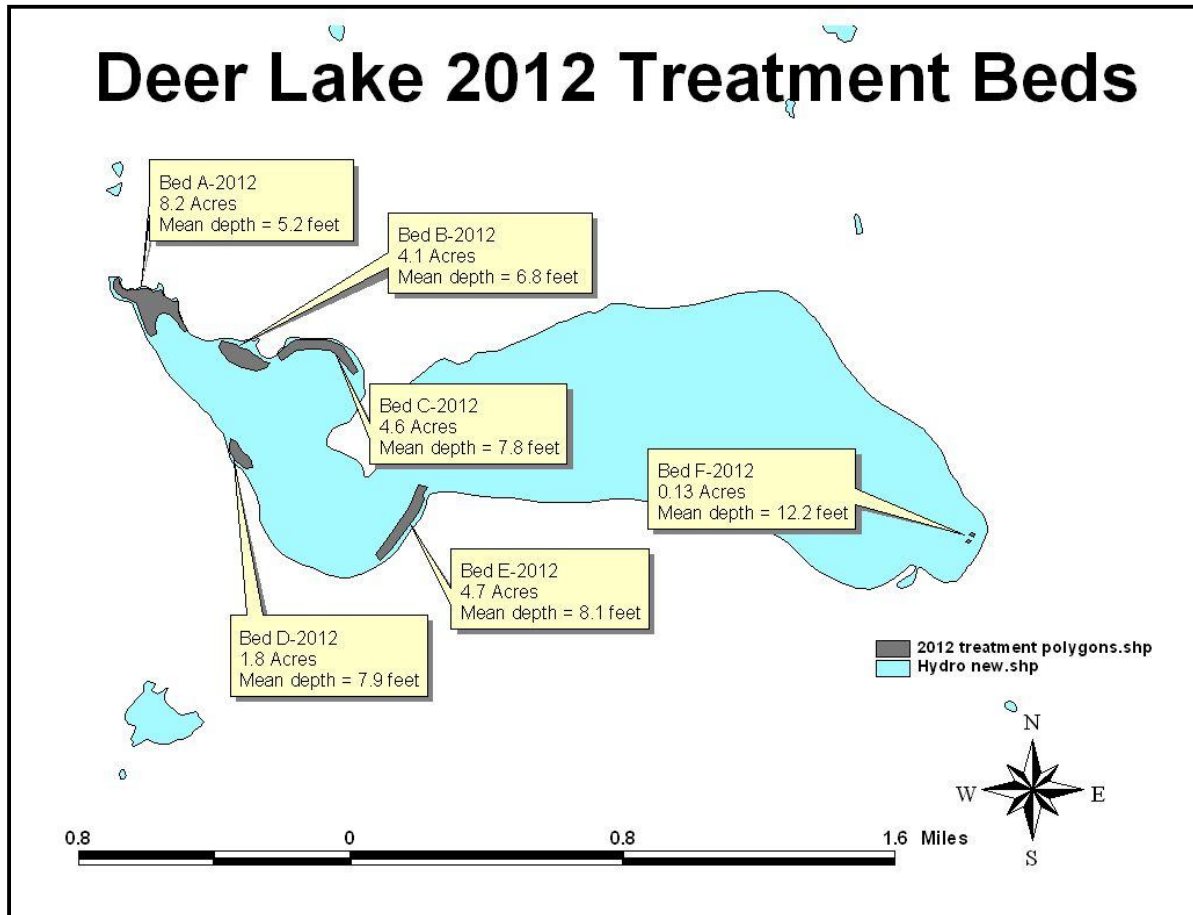 Deer Lake 2012 Treatment Beds
Bed A-2012
8.2 Acres
Mean depth = 5.2 feet
Bed B-2012
4.1 Acres
Mean depth = 6.8 feet
Bed C-2012
4.6 Acres
Mean depth = 7.8 feet
Bed F-2012
0.13 Acres
Mean depth = 12.2 feet
Bed E-2012
4.7 Acres
Mean depth = 8.1 feet
Bed D-2012
1.8 Acres
Mean depth = 7.9 feet
2012 treatment polygons.shp
Hydro new.shp
N
W E
S
0.8 0 0.8 1.6 Miles